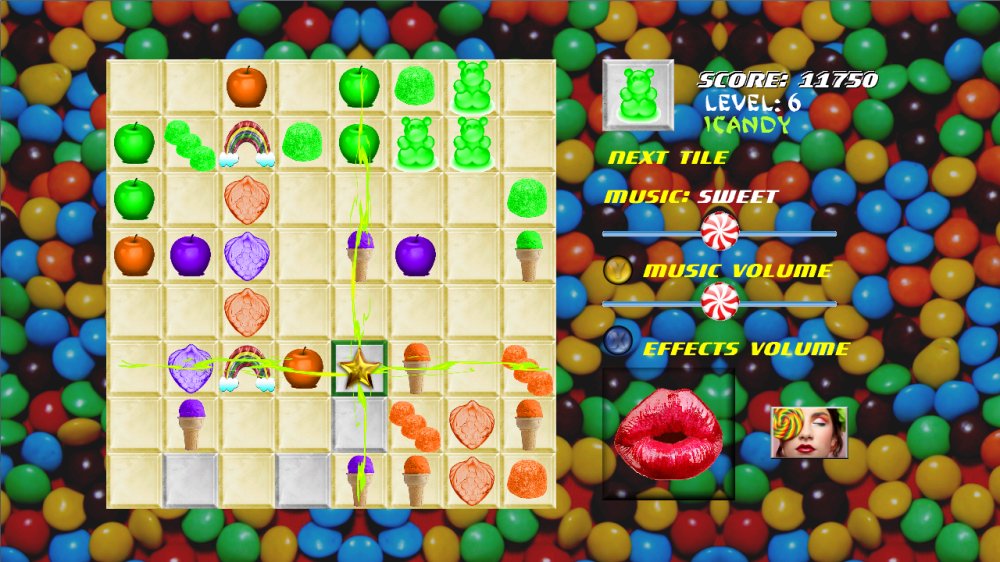 SCORE: 11750
LEVEL: 6
ICANDY
NEXT TILE
MUSIC: SWEET
Y
MUSIC VOLUME
X
EFFECTS VOLUME